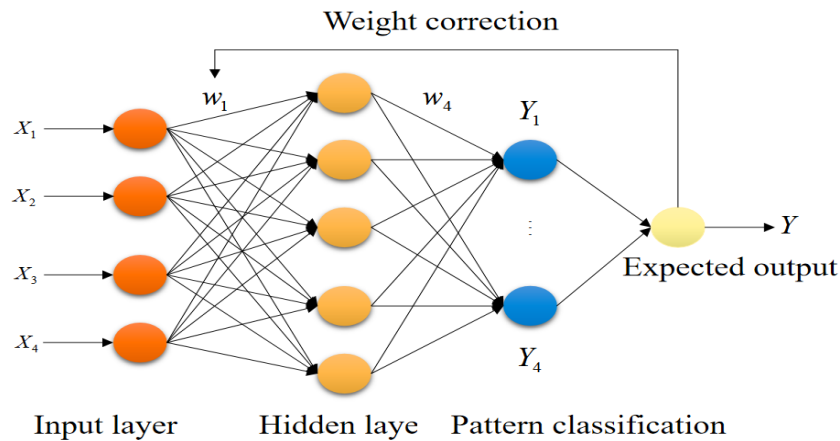 Weight correction
w₁
w₄
Y₁
X₁
X₂
⋮
Y
Expected output
X₃
X₄
Y₄
Input layer
Hidden laye
Pattern classification